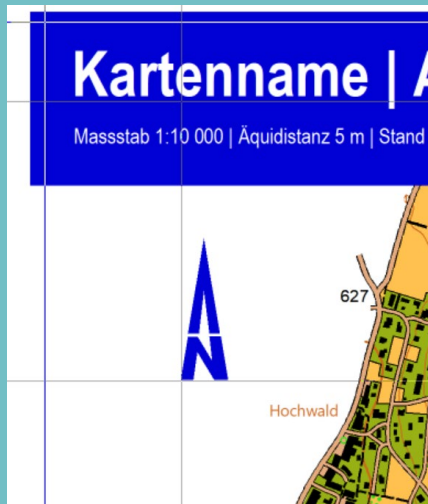 Kartenname |
Massstab 1:10 000 | Äquidistanz 5 m | Stand
627
N
Hochwald